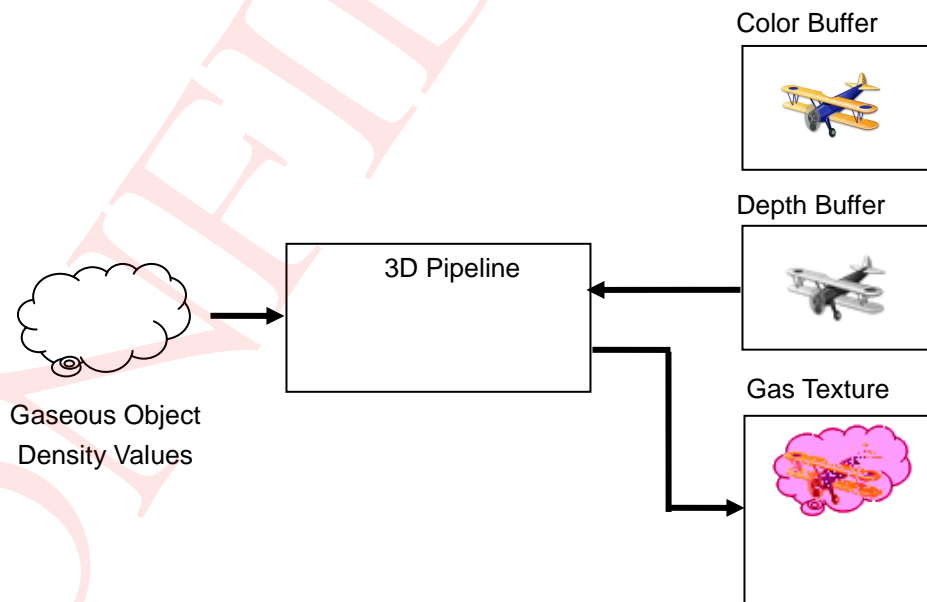 Color Buffer
Depth Buffer
3D Pipeline
Gas Texture
Gaseous Object
Density Values